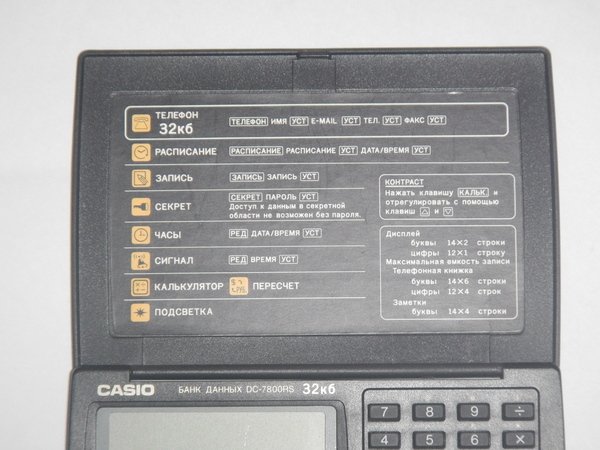 ТЕЛЕФОН
32кб
ТЕЛЕФОН ИМЯ УСТ E-MAIL УСТ ТЕЛ. УСТ ФАКС УСТ
РАСПИСАНИЕ РАСПИСАНИЕ РАСПИСАНИЕ УСТ ДАТА/ВРЕМЯ УСТ
ЗАПИСЬ ЗАПИСЬ ЗАПИСЬ УСТ
СЕКРЕТ СЕКРЕТ ПАРОЛЬ УСТ
Доступ к данным в секретной
области не возможен без пароля.
ЧАСЫ РЕД ДАТА/ВРЕМЯ УСТ
СИГНАЛ РЕД ВРЕМЯ УСТ
КАЛЬКУЛЯТОР ПЕРЕСЧЕТ
ПОДСВЕТКА
КОНТРАСТ
Нажать клавишу КАЛЬК. и
отрегулировать с помощью
клавиш △ и ▽
Дисплей
буквы 14×2 строки
цифры 12×1 строку
Максимальная емкость записи
Телефонная книжка
буквы 14×6 строки
цифры 12×4 строк
Заметки
буквы 14×4 строки
CASIO БАНК ДАННЫХ DC-7800RS 32кб
7 8 9 ÷
4 5 6 ×